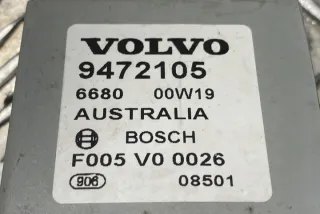 VOLVO
9472105
6680 00W19
AUSTRALIA
BOSCH
F005 V0 0026
906 08501